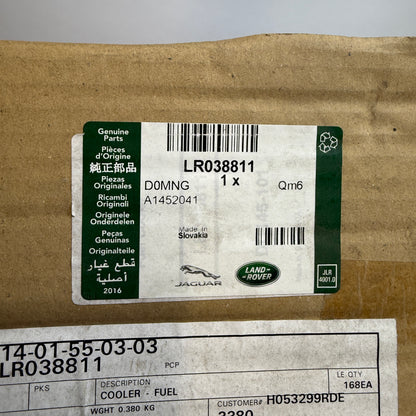 Genuine
Parts
Pièces
d'Origine
純正部品
Piezas
Originales
Ricambi
Originali
Originele
Onderdelen
Peças
Genuínas
Originalteile
قطع غيار
أصلية
2016
LR038811
1 x
D0MNG
Qm6
A1452041
Made in
Slovakia
JAGUAR
LAND-
ROVER
JLR
4901.D
14-01-55-03-03
LR038811
PCP
LE QTY
168EA
PKS
DESCRIPTION
COOLER - FUEL
WGHT 0.380 KG
CUSTOMER# H053299RDE
3380